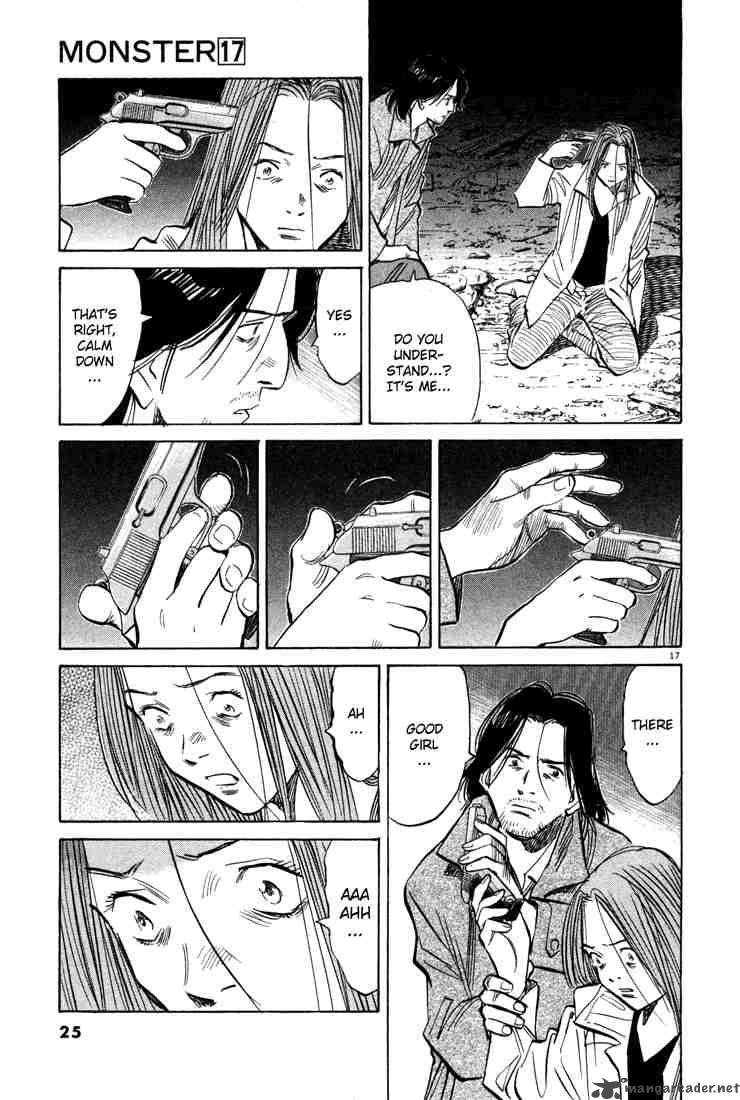 MONSTER 17
DO YOU
UNDER-
STAND...?
IT'S ME...
YES
...
THAT'S
RIGHT,
CALM
DOWN
...
17
THERE
...
GOOD
GIRL
...
AH
...
AAA
AHH
...
25
mangareader.net